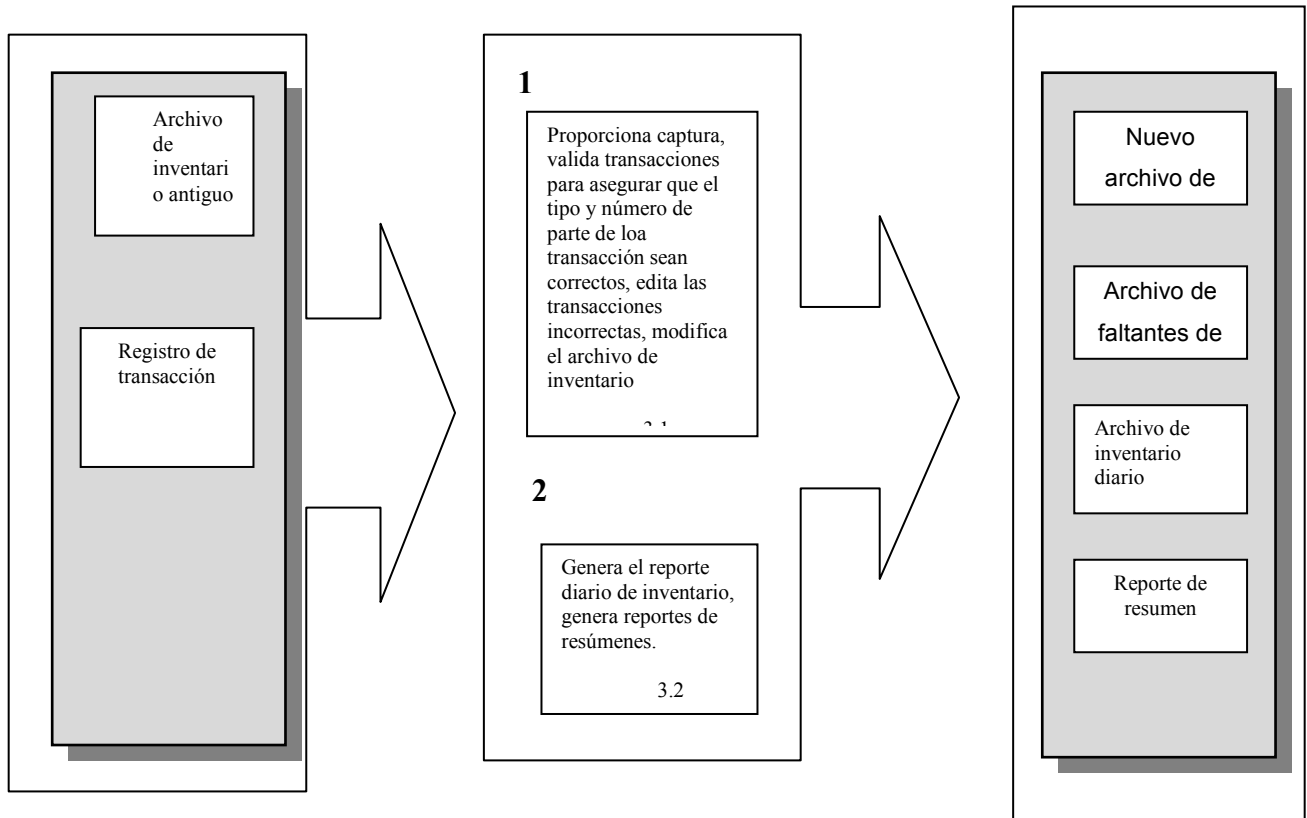 Archivo
de
inventari
o antiguo
Registro de
transacción
1
Proporciona captura,
valida transacciones
para asegurar que el
tipo y número de
parte de loa
transacción sean
correctos, edita las
transacciones
incorrectas, modifica
el archivo de
inventario
2
Genera el reporte
diario de inventario,
genera reportes de
resúmenes.
3.2
Nuevo
archivo de
Archivo de
faltantes de
Archivo de
inventario
diario
Reporte de
resumen